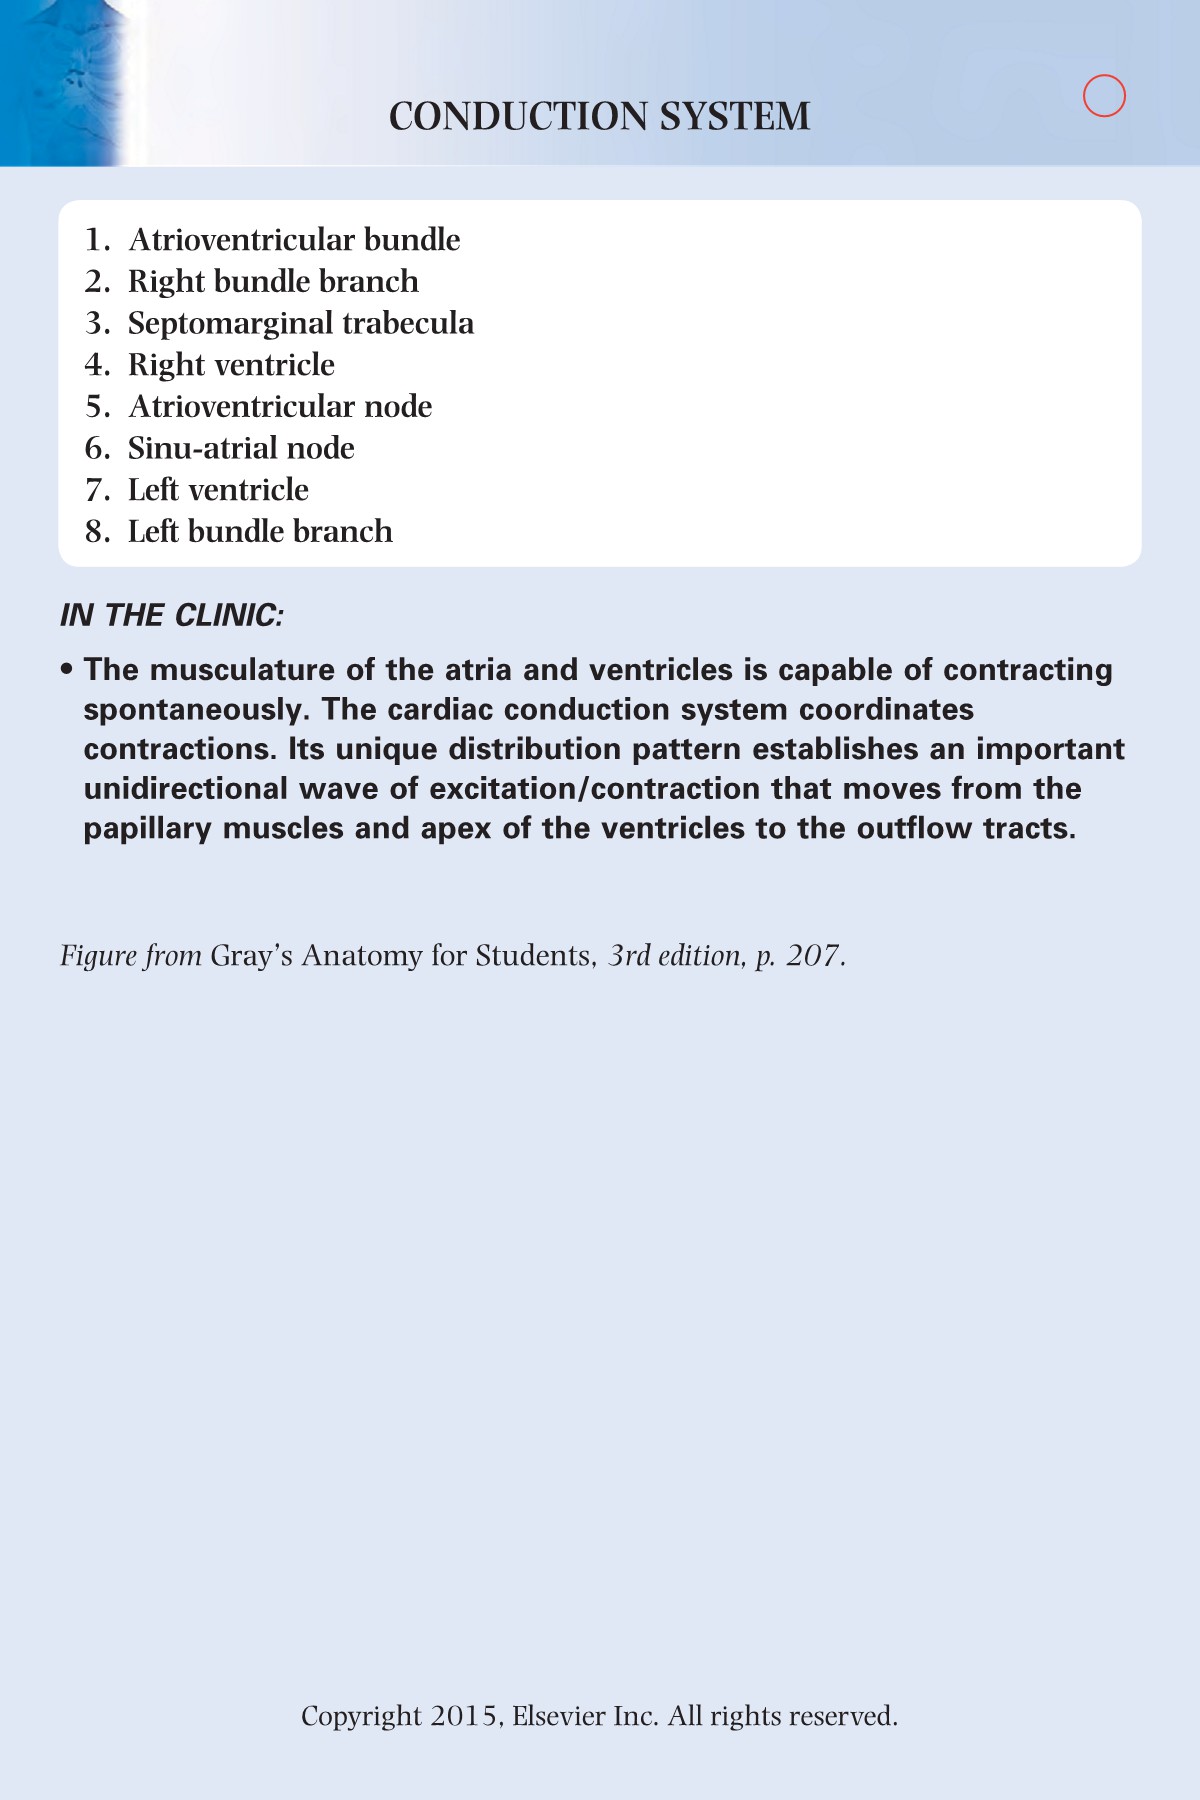 CONDUCTION SYSTEM
1. Atrioventricular bundle
2. Right bundle branch
3. Septomarginal trabecula
4. Right ventricle
5. Atrioventricular node
6. Sinu-atrial node
7. Left ventricle
8. Left bundle branch
IN THE CLINIC:
• The musculature of the atria and ventricles is capable of contracting
spontaneously. The cardiac conduction system coordinates
contractions. Its unique distribution pattern establishes an important
unidirectional wave of excitation/contraction that moves from the
papillary muscles and apex of the ventricles to the outflow tracts.
Figure from Gray’s Anatomy for Students, 3rd edition, p. 207.
Copyright 2015, Elsevier Inc. All rights reserved.